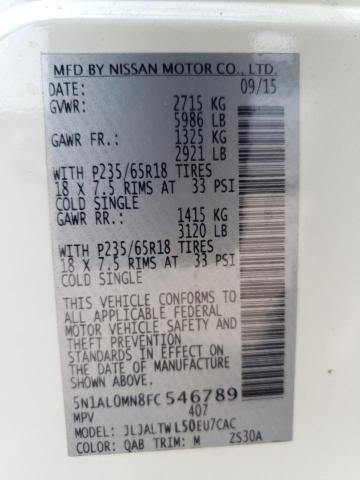 MFD BY NISSAN MOTOR CO., LTD.
DATE: 09/15
GVWR: 2715 KG
5986 LB
GAWR FR.: 1325 KG
2921 LB
WITH P235/65R18 TIRES
18 X 7.5 RIMS AT 33 PSI
COLD SINGLE
GAWR RR.: 1415 KG
3120 LB
WITH P235/65R18 TIRES
18 X 7.5 RIMS AT 33 PSI
COLD SINGLE
THIS VEHICLE CONFORMS TO
ALL APPLICABLE FEDERAL
MOTOR VEHICLE SAFETY AND
THEFT PREVENTION
STANDARDS IN EFFECT ON
THE DATE OF MANUFACTURE
SHOWN ABOVE.
5N1AL0MN8FC546789
MPV 407
MODEL: JLJALTWL50EU7CAC
COLOR: QAB TRIM: M ZS30A